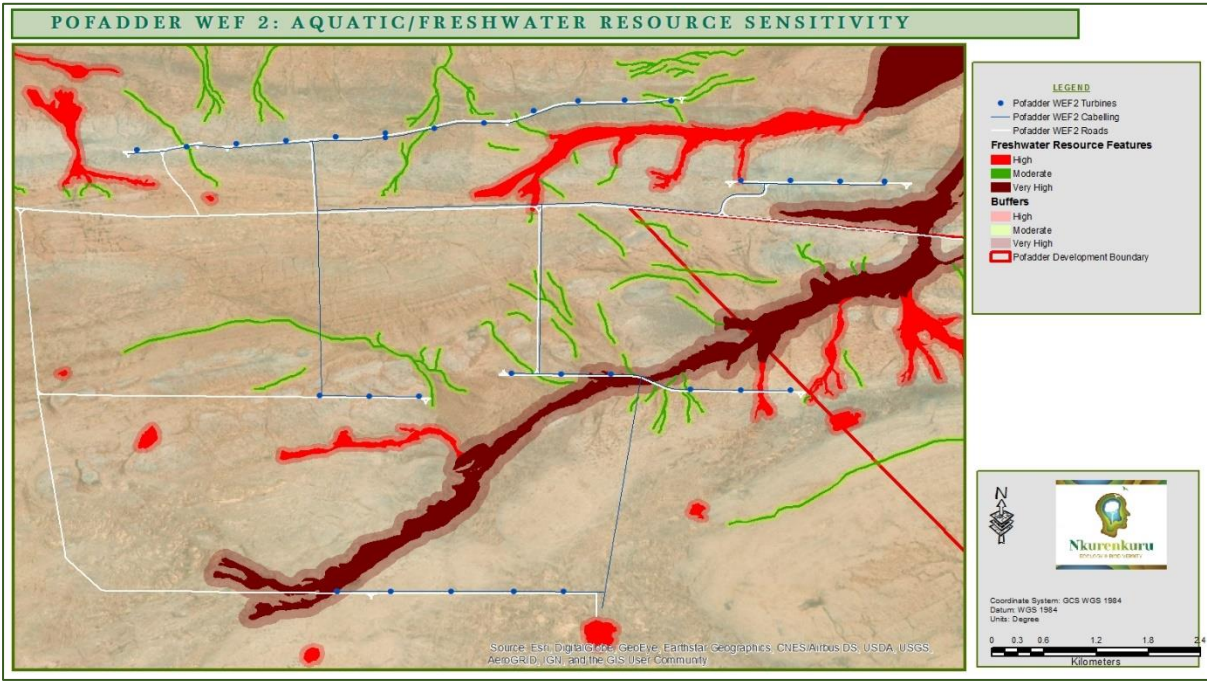 POFADDER WEF 2: AQUATIC/FRESHWATER RESOURCE SENSITIVITY
LEGEND
Pofadder WEF2 Turbines
Pofadder WEF2 Cabelling
Pofadder WEF2 Roads
Freshwater Resource Features
High
Moderate
Very High
Buffers
High
Moderate
Very High
Pofadder Development Boundary
N
Nkurenkuru
ECOLOGY & BIODIVERSITY
Coordinate System: GCS WGS 1984
Datum: WGS 1984
Units: Degree
0 0.3 0.6 1.2 1.8 2.4
Kilometers
Source: Esri, DigitalGlobe, GeoEye, Earthstar Geographics, CNES/Airbus DS, USDA, USGS,
AeroGRID, IGN, and the GIS User Community